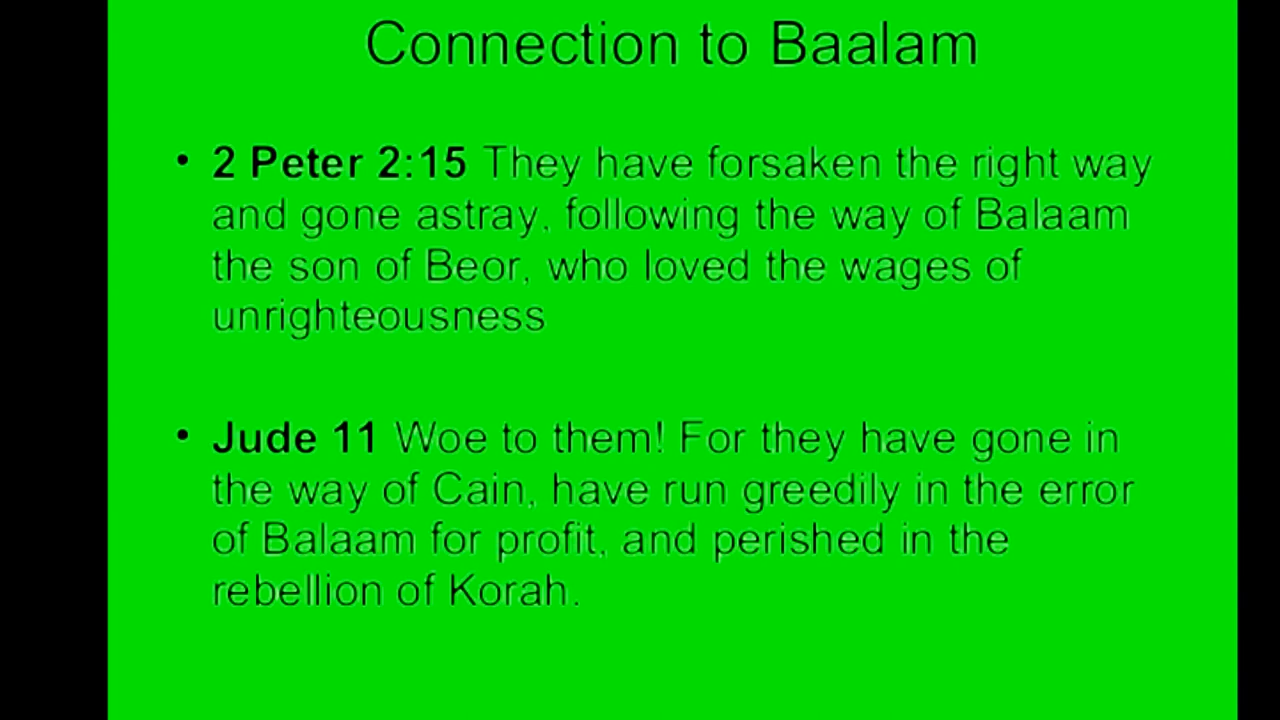 Connection to Baalam
• 2 Peter 2:15 They have forsaken the right way
and gone astray, following the way of Balaam
the son of Beor, who loved the wages of
unrighteousness
• Jude 11 Woe to them! For they have gone in
the way of Cain, have run greedily in the error
of Balaam for profit, and perished in the
rebellion of Korah.